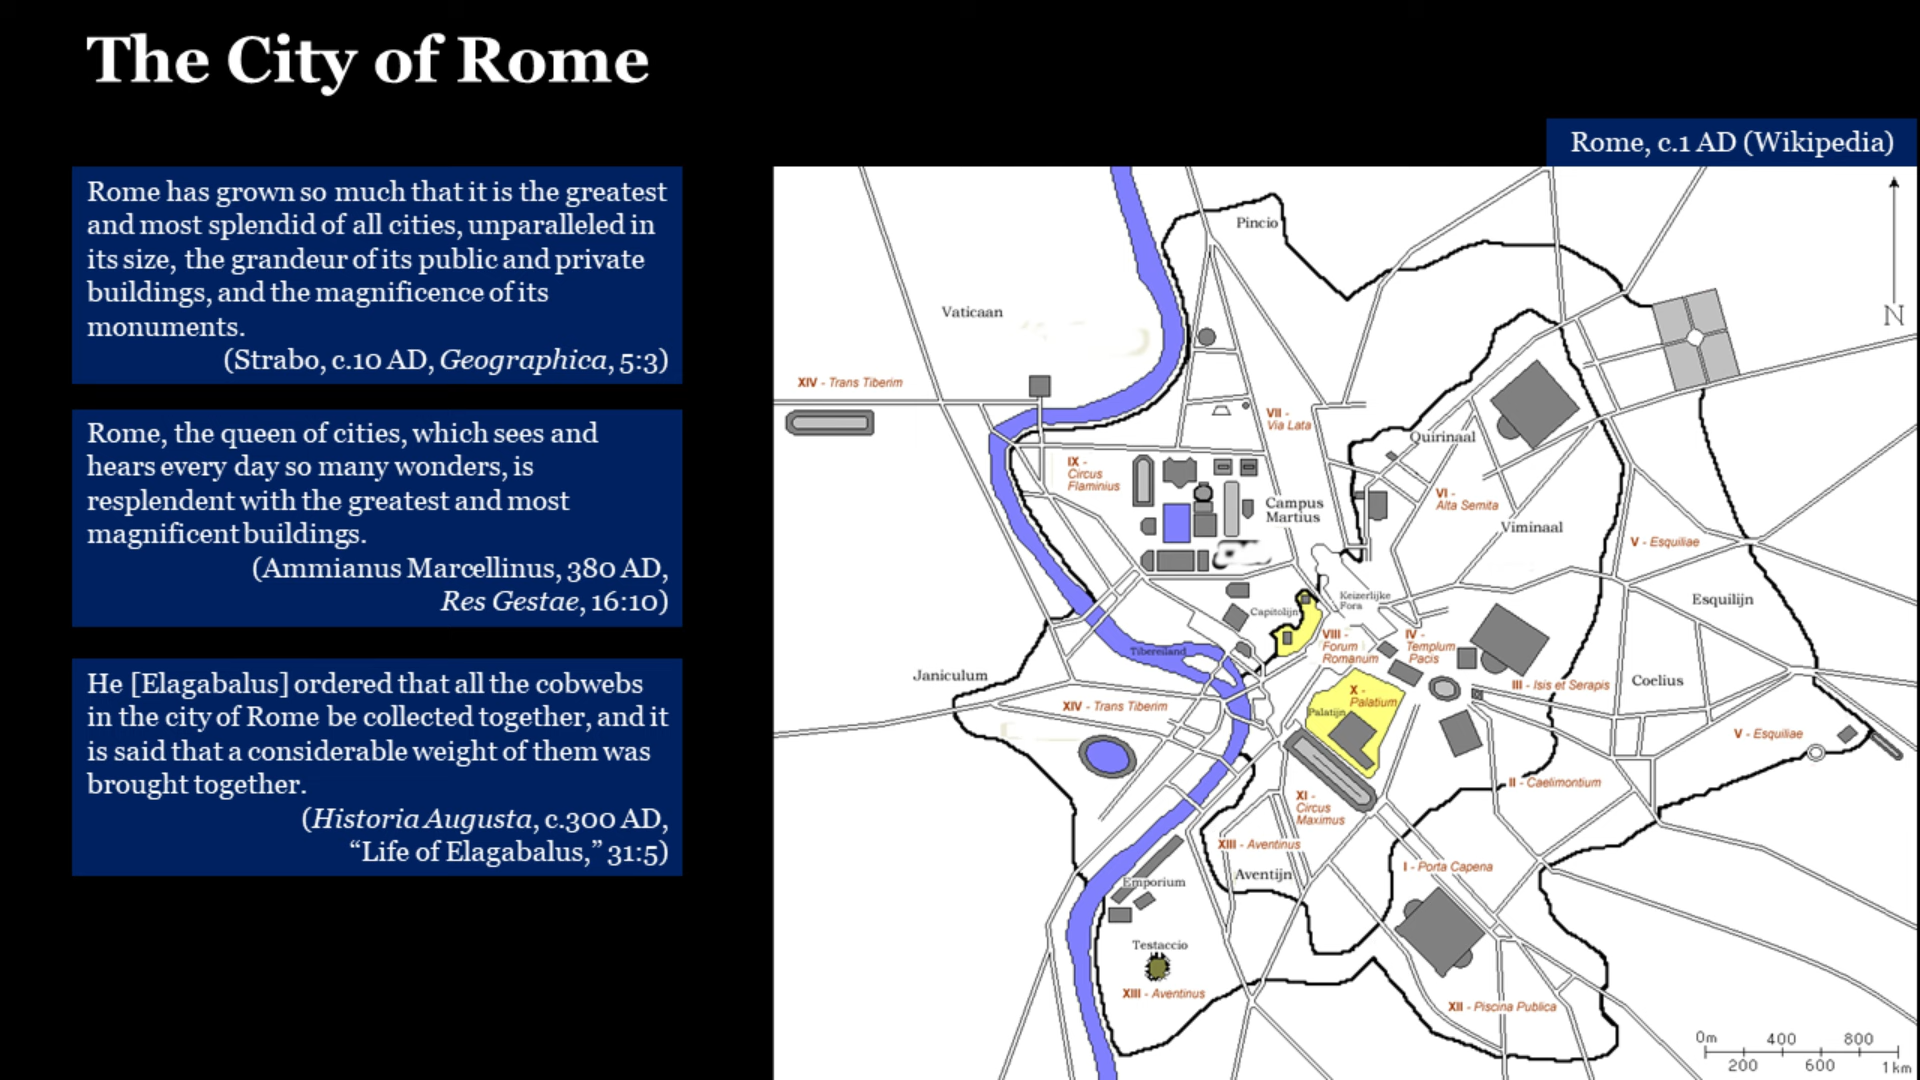 The City of Rome
Rome, c.1 AD (Wikipedia)
Rome has grown so much that it is the greatest
and most splendid of all cities, unparalleled in
its size, the grandeur of its public and private
buildings, and the magnificence of its
monuments.
(Strabo, c.10 AD, Geographica, 5:3)
Rome, the queen of cities, which sees and
hears every day so many wonders, is
resplendent with the greatest and most
magnificent buildings.
(Ammianus Marcellinus, 380 AD,
Res Gestae, 16:10)
He [Elagabalus] ordered that all the cobwebs
in the city of Rome be collected together, and it
is said that a considerable weight of them was
brought together.
(Historia Augusta, c.300 AD,
“Life of Elagabalus,” 31:5)
Pincio
Vaticaan
N
XIV - Trans Tiberim
VII -
Via Lata
Quirinaal
IX -
Circus
Flaminius
Campus
Martius
VI -
Alta Semita
Viminaal
V - Esquiliae
Keizerlijke
Fora
Capitolijn
Esquilijn
VIII -
Forum
Romanum
IV -
Templum
Pacis
Tibereiland
Janiculum
III - Isis et Serapis
Coelius
X -
Palatium
Palatijn
XIV - Trans Tiberim
V - Esquiliae
II - Caelimontium
XI -
Circus
Maximus
XIII - Aventinus
I - Porta Capena
Aventijn
Emporium
Testaccio
XIII - Aventinus
XII - Piscina Publica
0m 400 800
200 600 1km